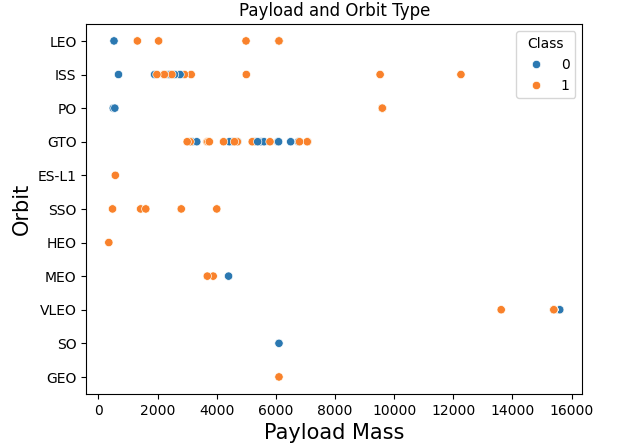 Payload and Orbit Type
LEO
ISS
PO
GTO
ES-L1
SSO
HEO
MEO
VLEO
SO
GEO
Orbit
Class
0
1
0 2000 4000 6000 8000 10000 12000 14000 16000
Payload Mass